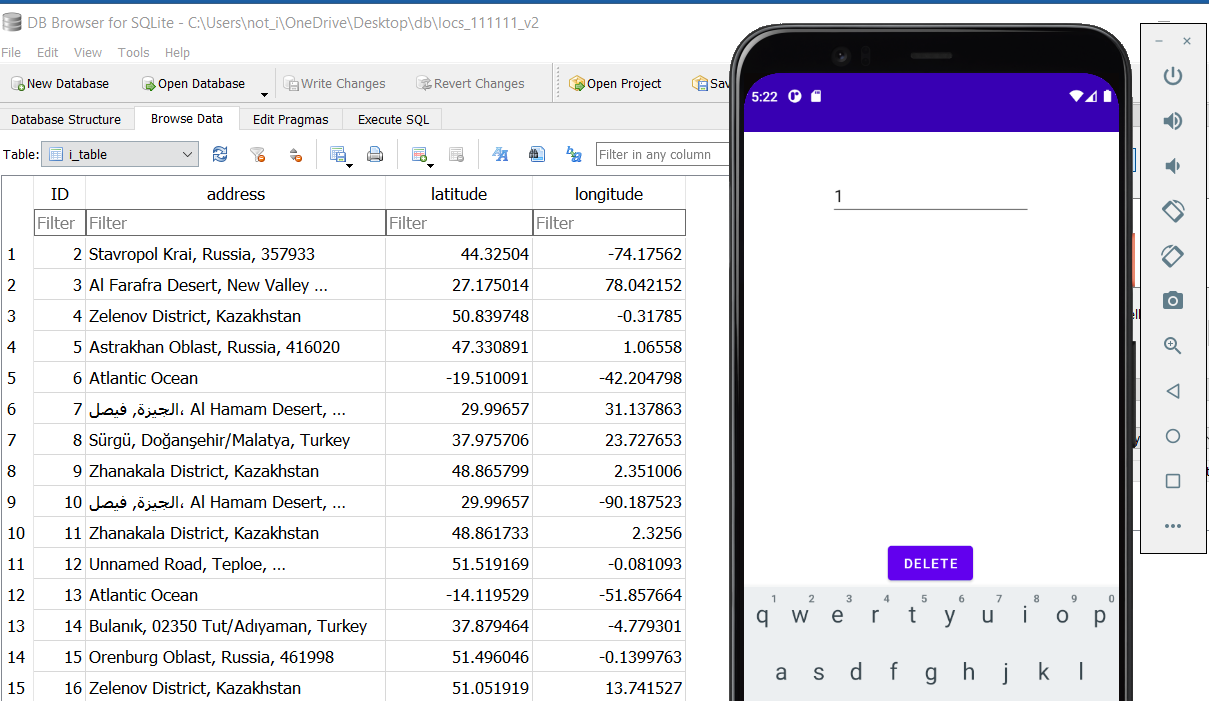 DB Browser for SQLite - C:\Users\not_i\OneDrive\Desktop\db\locs_111111_v2
File Edit View Tools Help
New Database Open Database Write Changes Revert Changes Open Project Sav
Database Structure Browse Data Edit Pragmas Execute SQL
Table: i_table Filter in any column
ID address latitude longitude
Filter Filter Filter Filter
1 2 Stavropol Krai, Russia, 357933 44.32504 -74.17562
2 3 Al Farafra Desert, New Valley ... 27.175014 78.042152
3 4 Zelenov District, Kazakhstan 50.839748 -0.31785
4 5 Astrakhan Oblast, Russia, 416020 47.330891 1.06558
5 6 Atlantic Ocean -19.510091 -42.204798
6 7 الجيزة, فيصل، Al Hamam Desert, ... 29.99657 31.137863
7 8 Sürgü, Doğanşehir/Malatya, Turkey 37.975706 23.727653
8 9 Zhanakala District, Kazakhstan 48.865799 2.351006
9 10 الجيزة, فيصل، Al Hamam Desert, ... 29.99657 -90.187523
10 11 Zhanakala District, Kazakhstan 48.861733 2.3256
11 12 Unnamed Road, Teploe, ... 51.519169 -0.081093
12 13 Atlantic Ocean -14.119529 -51.857664
13 14 Bulanık, 02350 Tut/Adıyaman, Turkey 37.879464 -4.779301
14 15 Orenburg Oblast, Russia, 461998 51.496046 -0.1399763
15 16 Zelenov District, Kazakhstan 51.051919 13.741527
5:22
1
DELETE
1 2 3 4 5 6 7 8 9 0
q w e r t y u i o p
a s d f g h j k l